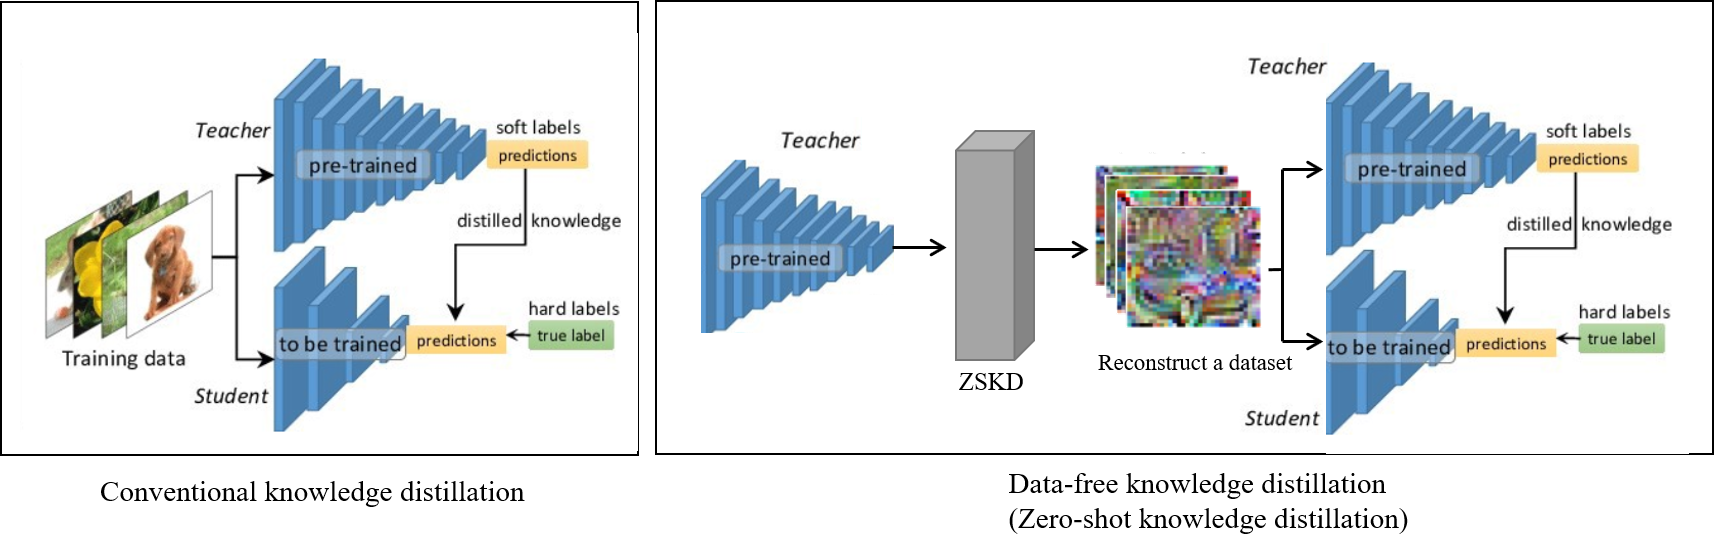 Teacher
pre-trained
soft labels
predictions
distilled knowledge
Training data
to be trained
predictions
hard labels
true label
Student
Conventional knowledge distillation
Teacher
pre-trained
ZSKD
Reconstruct a dataset
Teacher
pre-trained
soft labels
predictions
distilled knowledge
to be trained
predictions
hard labels
true label
Student
Data-free knowledge distillation
(Zero-shot knowledge distillation)